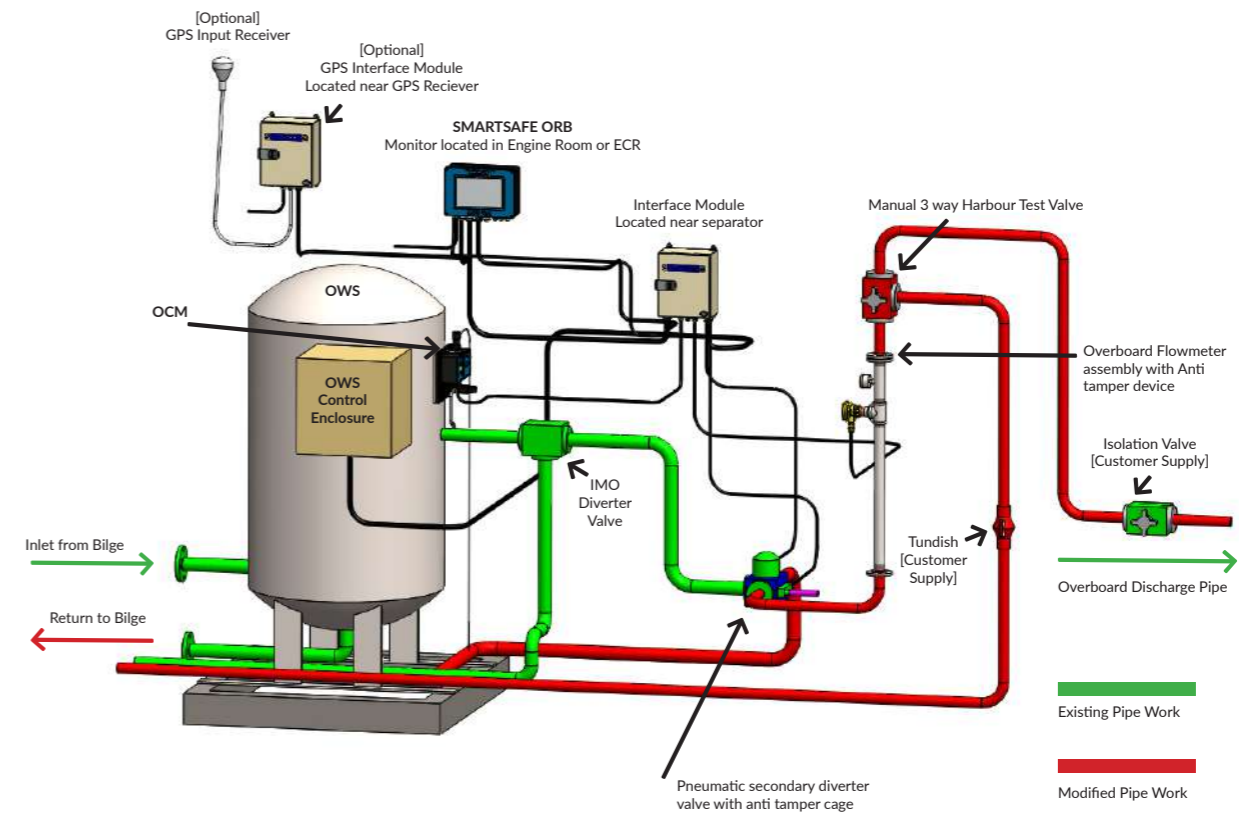 [Optional]
GPS Input Receiver
[Optional]
GPS Interface Module
Located near GPS Reciever
SMARTSAFE ORB
Monitor located in Engine Room or ECR
Interface Module
Located near separator
Manual 3 way Harbour Test Valve
OWS
OCM
OWS
Control
Enclosure
Overboard Flowmeter
assembly with Anti
tamper device
Isolation Valve
[Customer Supply]
IMO
Diverter
Valve
Inlet from Bilge
Tundish
[Customer
Supply]
Overboard Discharge Pipe
Return to Bilge
Existing Pipe Work
Pneumatic secondary diverter
valve with anti tamper cage
Modified Pipe Work